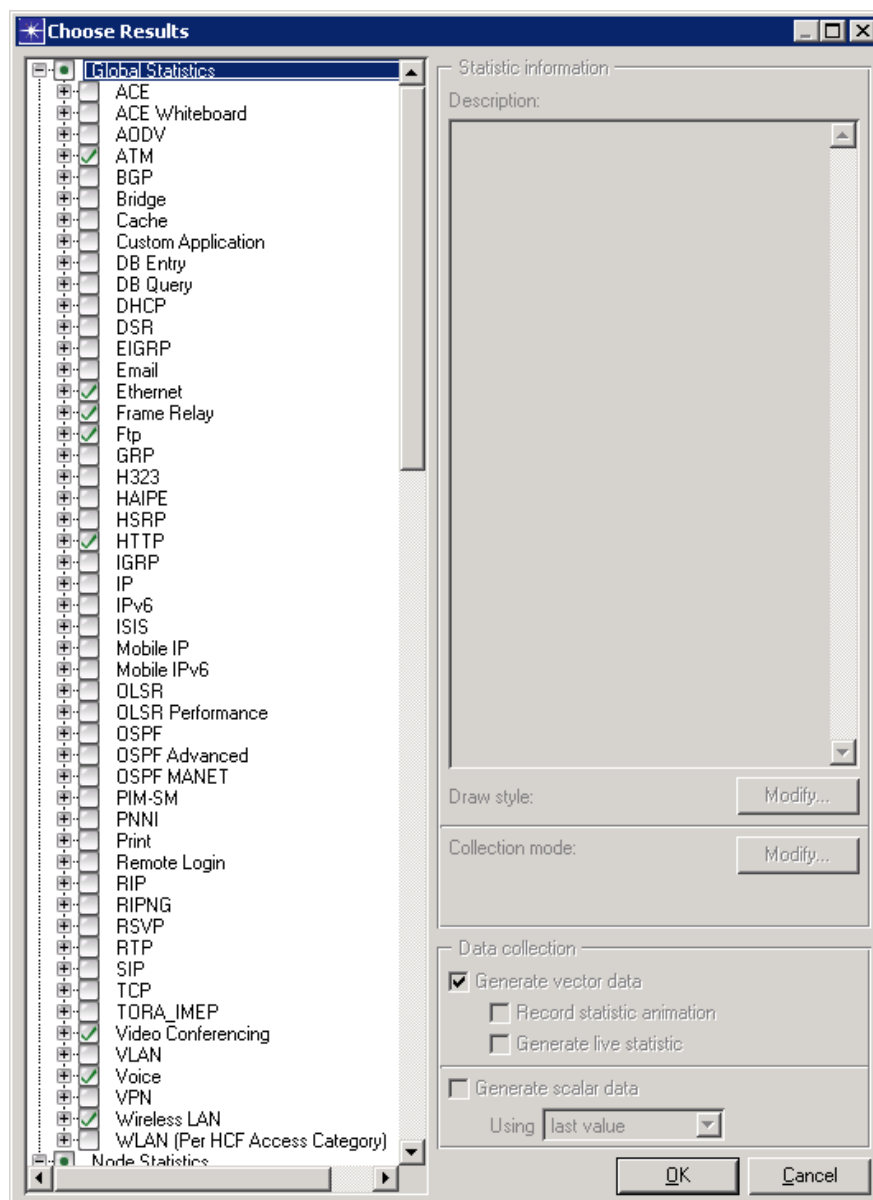 Choose Results
Global Statistics
ACE
ACE Whiteboard
AODV
ATM
BGP
Bridge
Cache
Custom Application
DB Entry
DB Query
DHCP
DSR
EIGRP
Email
Ethernet
Frame Relay
Ftp
GRP
H323
HAIPE
HSRP
HTTP
IGRP
IP
IPv6
ISIS
Mobile IP
Mobile IPv6
OLSR
OLSR Performance
OSPF
OSPF Advanced
OSPF MANET
PIM-SM
PNNI
Print
Remote Login
RIP
RIPNG
RSVP
RTP
SIP
TCP
TORA_IMEP
Video Conferencing
VLAN
Voice
VPN
Wireless LAN
WLAN (Per HCF Access Category)
Node Statistics
Statistic information
Description:
Draw style:
Modify...
Collection mode:
Modify...
Data collection
Generate vector data
Record statistic animation
Generate live statistic
Generate scalar data
Using last value
OK
Cancel